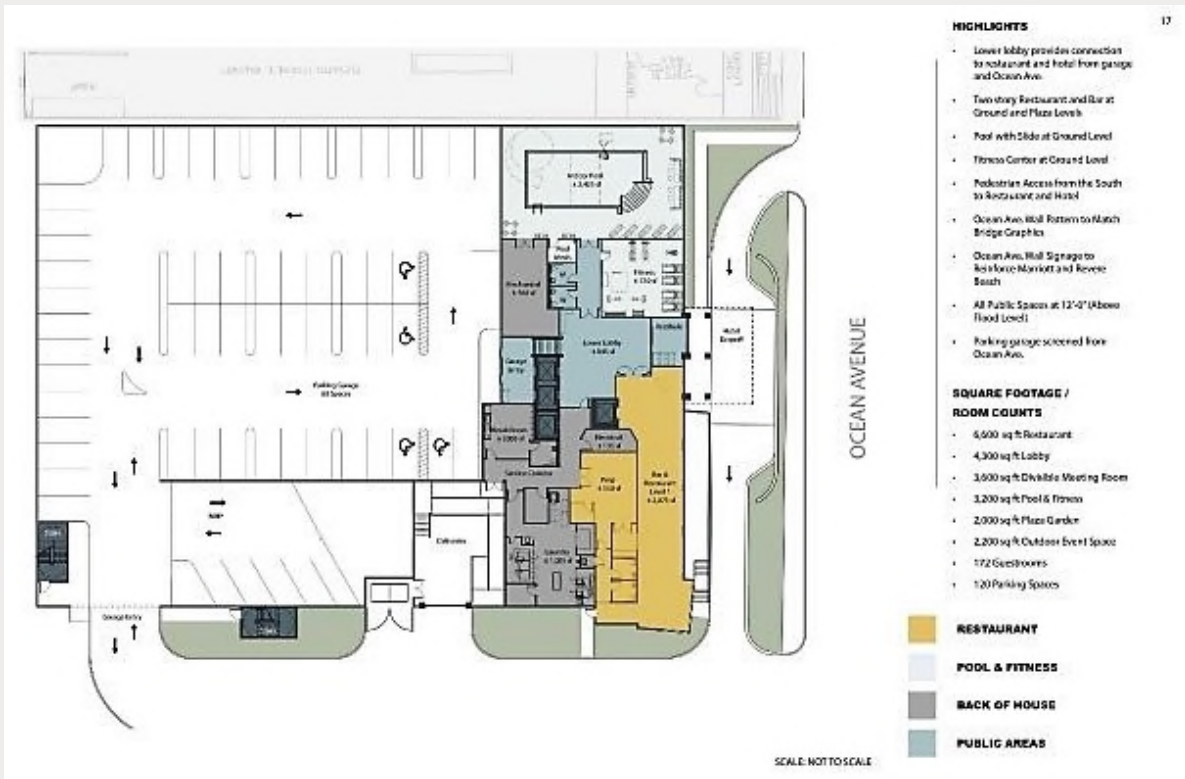 17
HIGHLIGHTS
• Lower lobby provides connection
to restaurant and hotel from garage
and Ocean Ave.
• Two story Restaurant and Bar at
Ground and Plaza Levels
• Pool with Slide at Ground Level
• Fitness Center at Ground Level
• Pedestrian Access from the South
to Restaurant and Hotel
• Ocean Ave. Wall Pattern to Match
Bridge Graphics
• Ocean Ave. Wall Signage to
Reinforce Marriott and Revere
Beach
• All Public Spaces at 12'-0" (Above
Flood Level)
• Parking garage screened from
Ocean Ave.
SQUARE FOOTAGE /
ROOM COUNTS
• 6,600 sq ft Restaurant
• 4,300 sq ft Lobby
• 3,600 sq ft Divisible Meeting Room
• 3,200 sq ft Pool & Fitness
• 2,000 sq ft Plaza Garden
• 2,200 sq ft Outdoor Event Space
• 172 Guestrooms
• 120 Parking Spaces
RESTAURANT
POOL & FITNESS
BACK OF HOUSE
PUBLIC AREAS
SCALE: NOT TO SCALE
OCEAN AVENUE
Indoor Pool
Mechanical
Fitness
Vestibule
Lower Lobby
Garage
Entry
Hotel
Dropoff
Parking Garage
Electrical
Service Corridor
Prep
Bar &
Restaurant
Level 1
Laundry
Garage Entry